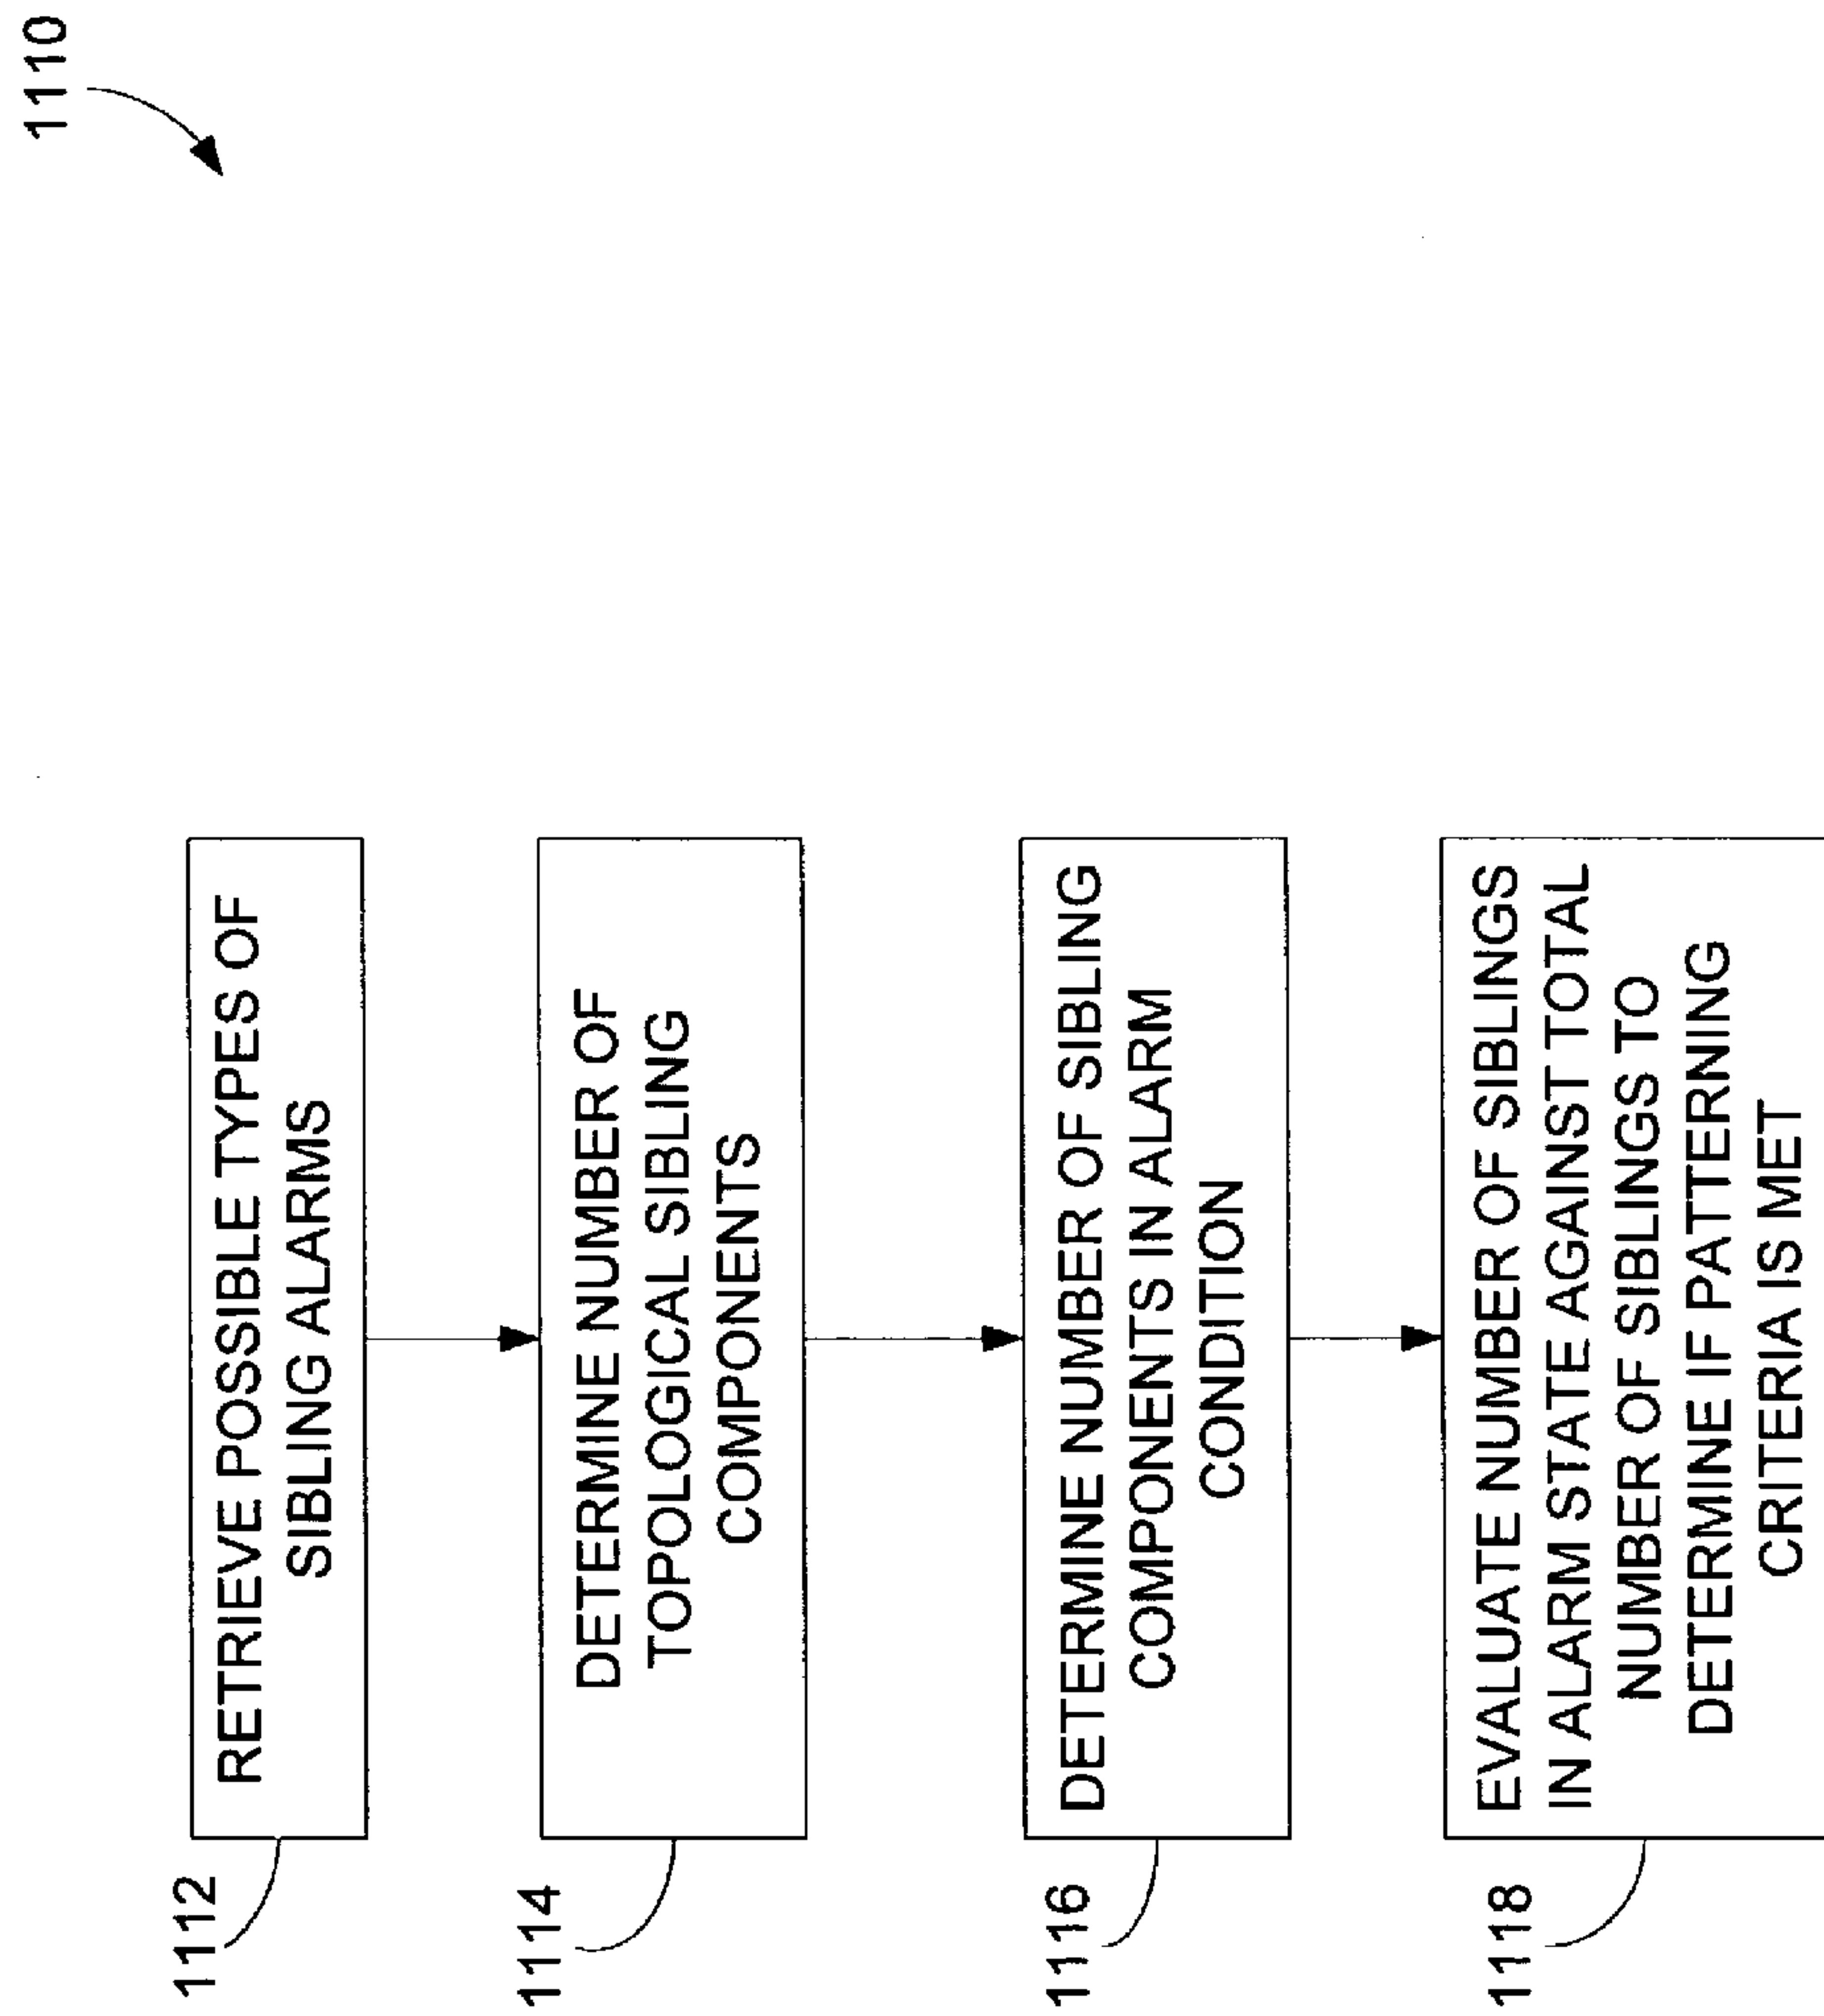 1110
1112
RETRIEVE POSSIBLE TYPES OF
SIBLING ALARMS
1114
DETERMINE NUMBER OF
TOPOLOGICAL SIBLING
COMPONENTS
1116
DETERMINE NUMBER OF SIBLING
COMPONENTS IN ALARM
CONDITION
1118
EVALUATE NUMBER OF SIBLINGS
IN ALARM STATE AGAINST TOTAL
NUMBER OF SIBLINGS TO
DETERMINE IF PATTERNING
CRITERIA IS MET